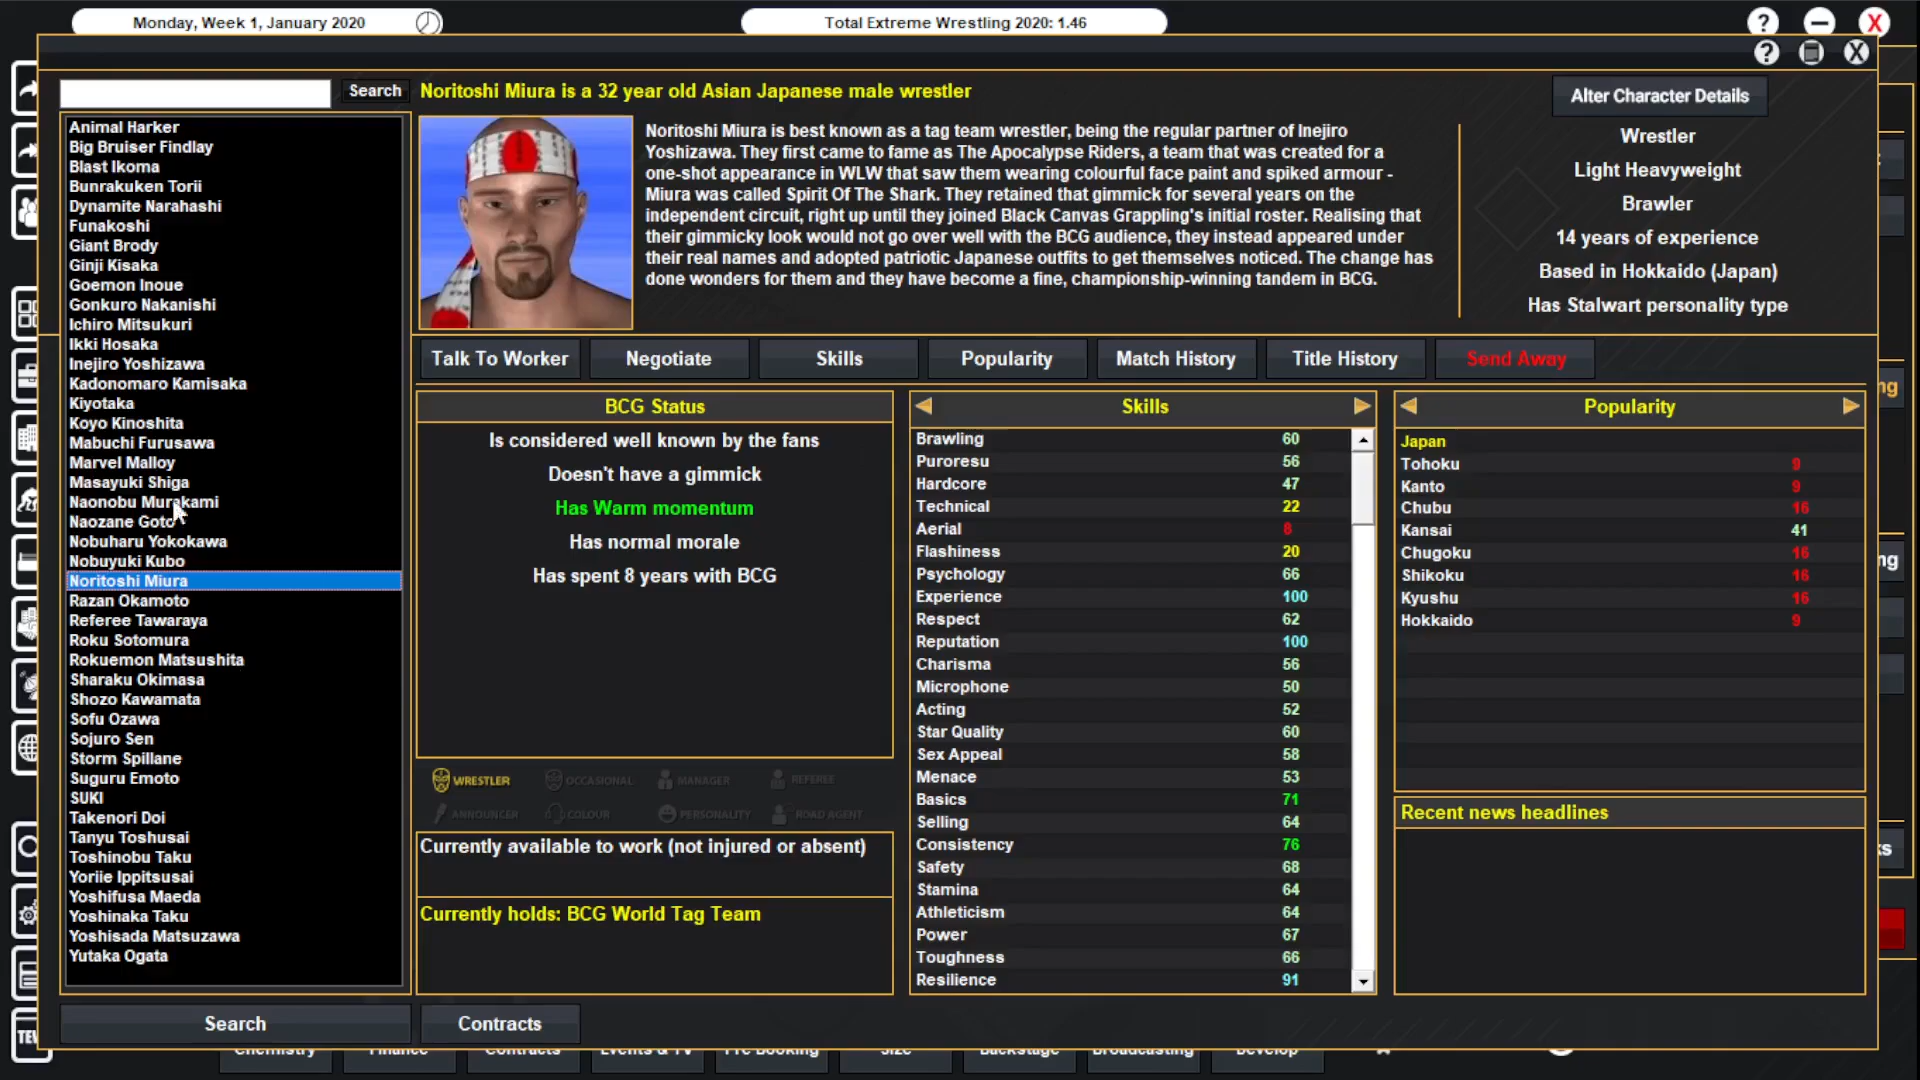 Monday, Week 1, January 2020
Total Extreme Wrestling 2020: 1.46
Search
Noritoshi Miura is a 32 year old Asian Japanese male wrestler
Alter Character Details
Animal Harker
Big Bruiser Findlay
Blast Ikoma
Bunrakuken Torii
Dynamite Narahashi
Funakoshi
Giant Brody
Ginji Kisaka
Goemon Inoue
Gonkuro Nakanishi
Ichiro Mitsukuri
Ikki Hosaka
Inejiro Yoshizawa
Kadonomaro Kamisaka
Kiyotaka
Koyo Kinoshita
Mabuchi Furusawa
Marvel Malloy
Masayuki Shiga
Naonobu Murakami
Naozane Goto
Nobuharu Yokokawa
Nobuyuki Kubo
Noritoshi Miura
Razan Okamoto
Referee Tawaraya
Roku Sotomura
Rokuemon Matsushita
Sharaku Okimasa
Shozo Kawamata
Sofu Ozawa
Sojuro Sen
Storm Spillane
Suguru Emoto
SUKI
Takenori Doi
Tanyu Toshusai
Toshinobu Taku
Yoriie Ippitsusai
Yoshifusa Maeda
Yoshinaka Taku
Yoshisada Matsuzawa
Yutaka Ogata
Noritoshi Miura is best known as a tag team wrestler, being the regular partner of Inejiro
Yoshizawa. They first came to fame as The Apocalypse Riders, a team that was created for a
one-shot appearance in WLW that saw them wearing colourful face paint and spiked armour -
Miura was called Spirit Of The Shark. They retained that gimmick for several years on the
independent circuit, right up until they joined Black Canvas Grappling's initial roster. Realising that
their gimmicky look would not go over well with the BCG audience, they instead appeared under
their real names and adopted patriotic Japanese outfits to get themselves noticed. The change has
done wonders for them and they have become a fine, championship-winning tandem in BCG.
Wrestler
Light Heavyweight
Brawler
14 years of experience
Based in Hokkaido (Japan)
Has Stalwart personality type
Talk To Worker
Negotiate
Skills
Popularity
Match History
Title History
Send Away
BCG Status
Is considered well known by the fans
Doesn't have a gimmick
Has Warm momentum
Has normal morale
Has spent 8 years with BCG
WRESTLER OCCASIONAL MANAGER REFEREE
ANNOUNCER COLOUR PERSONALITY ROAD AGENT
Currently available to work (not injured or absent)
Currently holds: BCG World Tag Team
Skills
Brawling 60
Puroresu 56
Hardcore 47
Technical 22
Aerial 8
Flashiness 20
Psychology 66
Experience 100
Respect 62
Reputation 100
Charisma 56
Microphone 50
Acting 52
Star Quality 60
Sex Appeal 58
Menace 53
Basics 71
Selling 64
Consistency 76
Safety 68
Stamina 64
Athleticism 64
Power 67
Toughness 66
Resilience 91
Popularity
Japan
Tohoku 9
Kanto 9
Chubu 16
Kansai 41
Chugoku 16
Shikoku 16
Kyushu 16
Hokkaido 9
Recent news headlines
Search
Contracts
Chemistry Finance Contracts Events & TV Pre Booking Size Backstage Broadcasting Develop